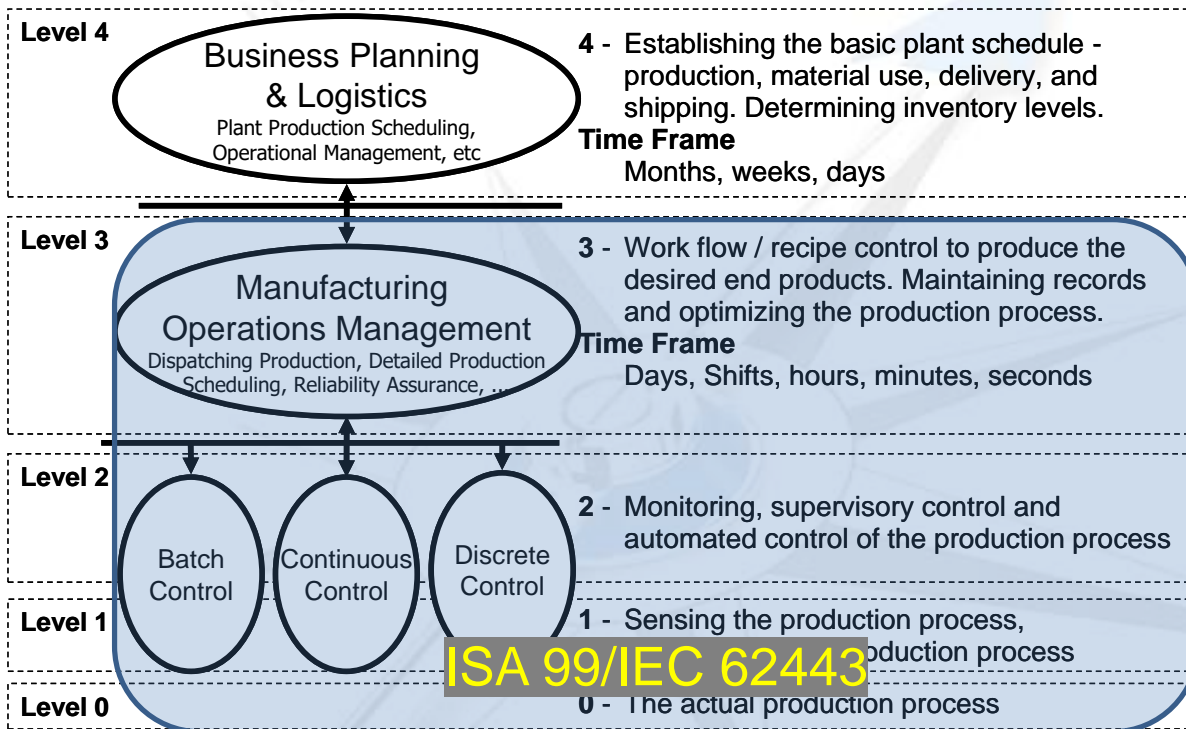 Level 4
Business Planning
& Logistics
Plant Production Scheduling,
Operational Management, etc
4 - Establishing the basic plant schedule -
production, material use, delivery, and
shipping. Determining inventory levels.
Time Frame
Months, weeks, days
Level 3
Manufacturing
Operations Management
Dispatching Production, Detailed Production
Scheduling, Reliability Assurance, ...
3 - Work flow / recipe control to produce the
desired end products. Maintaining records
and optimizing the production process.
Time Frame
Days, Shifts, hours, minutes, seconds
Level 2
Batch
Control
Continuous
Control
Discrete
Control
2 - Monitoring, supervisory control and
automated control of the production process
Level 1
1 - Sensing the production process,
production process
ISA 99/IEC 62443
Level 0
0 - The actual production process